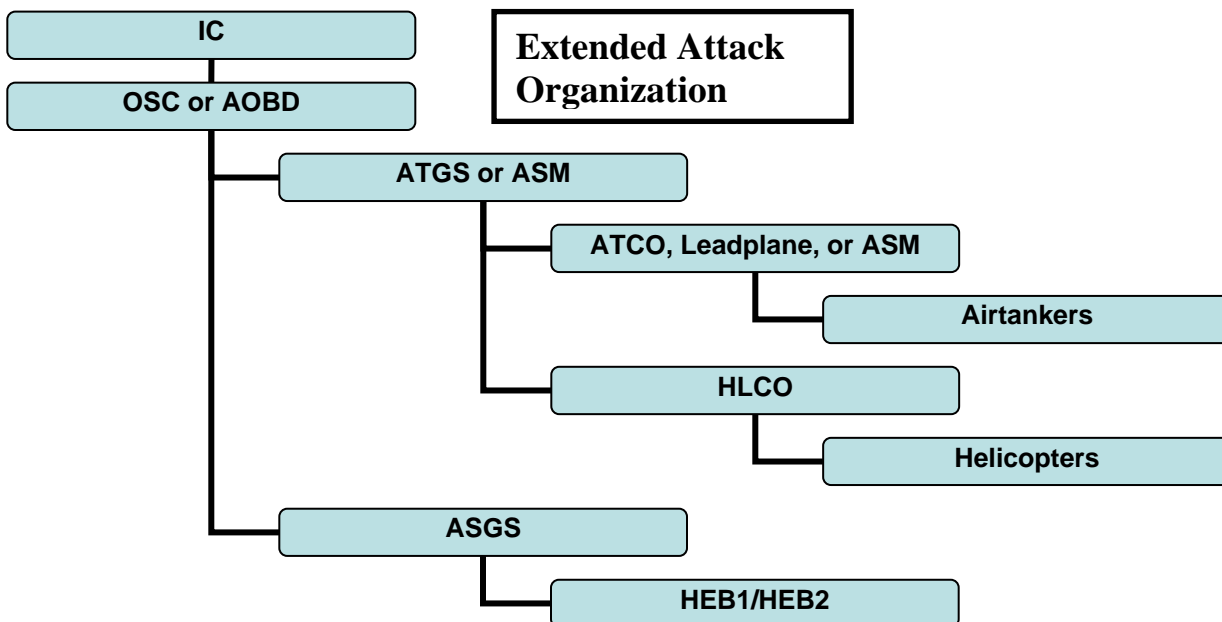 IC
Extended Attack
Organization
OSC or AOBD
ATGS or ASM
ATCO, Leadplane, or ASM
Airtankers
HLCO
Helicopters
ASGS
HEB1/HEB2